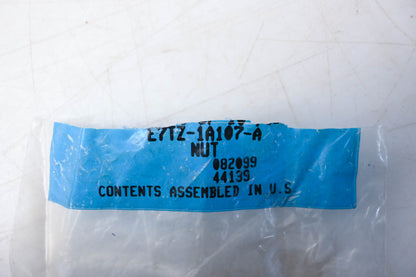 E7TZ-1A107-A
NUT
082099
44139
CONTENTS ASSEMBLED IN U.S